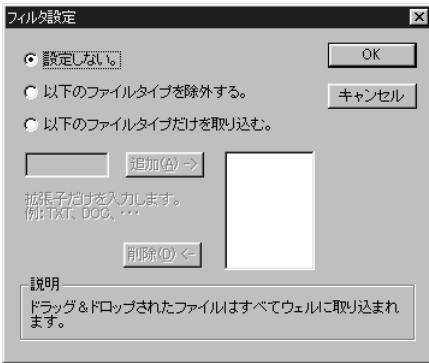 フィルタ設定
設定しない。
OK
以下のファイルタイプを除外する。
キャンセル
以下のファイルタイプだけを取り込む。
追加(A) ->
拡張子だけを入力します。
例:TXT、DOC、・・・
削除(D) <-
説明
ドラッグ&ドロップされたファイルはすべてウェルに取り込まれ
ます。